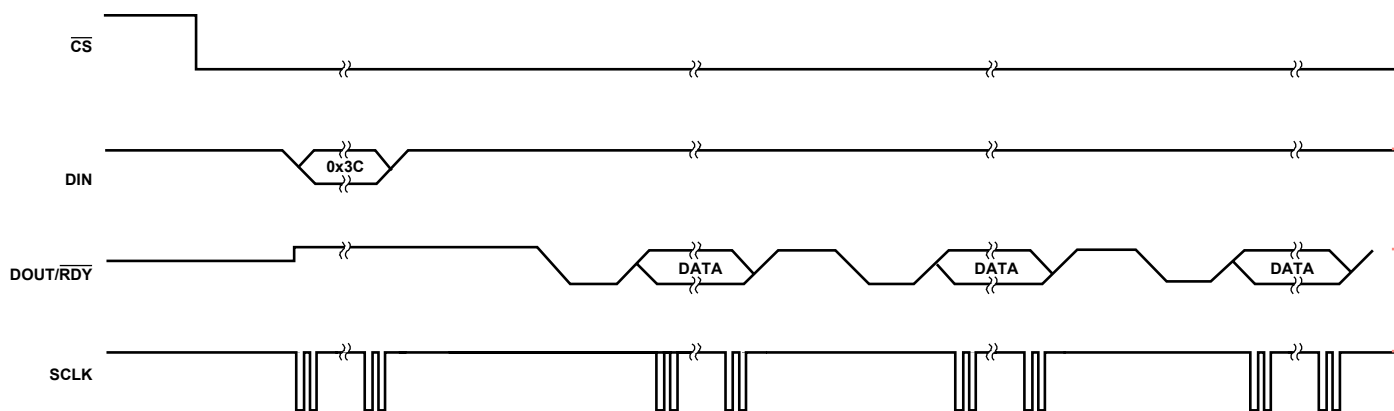 CS
DIN
0x3C
DOUT/RDY
DATA
DATA
DATA
SCLK